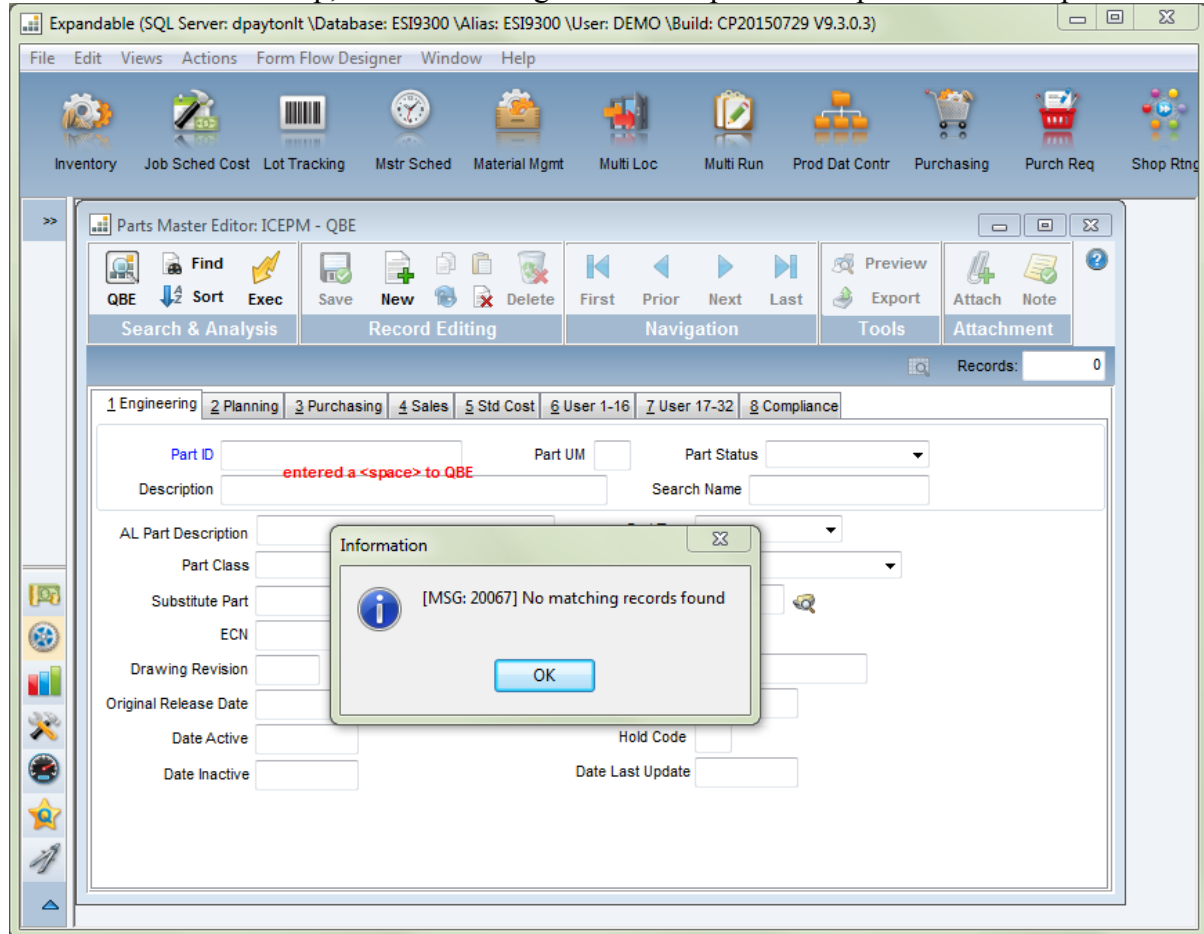 Expandable (SQL Server: dpaytonlt \Database: ESI9300 \Alias: ESI9300 \User: DEMO \Build: CP20150729 V9.3.0.3)
File Edit Views Actions Form Flow Designer Window Help
Inventory Job Sched Cost Lot Tracking Mstr Sched Material Mgmt Multi Loc Multi Run Prod Dat Contr Purchasing Purch Req Shop Rtng
>> Parts Master Editor: ICEPM - QBE
QBE Find Sort Exec Save New Delete First Prior Next Last Preview Export Attach Note
Search & Analysis Record Editing Navigation Tools Attachment
Records: 0
1 Engineering 2 Planning 3 Purchasing 4 Sales 5 Std Cost 6 User 1-16 7 User 17-32 8 Compliance
Part ID Part UM Part Status
entered a <space> to QBE
Description Search Name
AL Part Description
Part Class
Substitute Part
ECN
Drawing Revision
Original Release Date
Date Active Hold Code
Date Inactive Date Last Update
Information
[MSG: 20067] No matching records found
OK